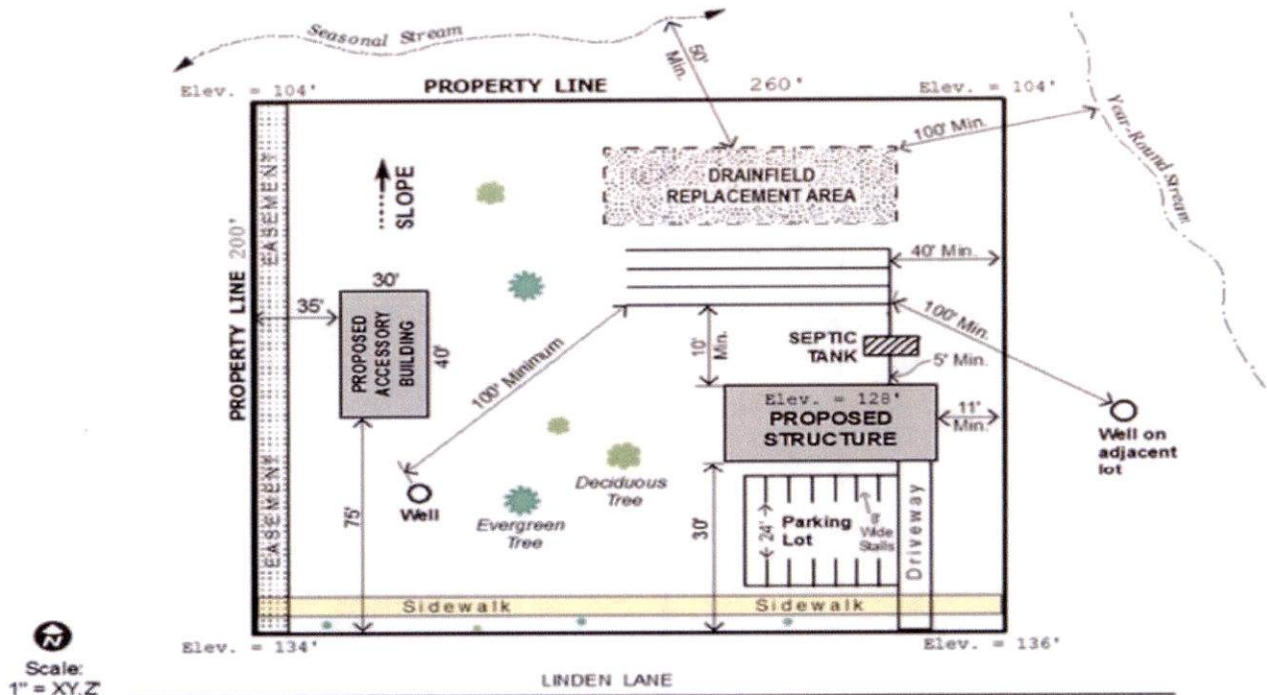 Seasonal Stream
50'
Min.
Elev. = 104'
PROPERTY LINE
260'
Elev. = 104'
100' Min.
Year-Round Stream
EASEMENT
SLOPE
DRAINFIELD
REPLACEMENT AREA
PROPERTY LINE 200'
40' Min.
30'
35'
PROPOSED
ACCESSORY
BUILDING
40'
100' Minimum
10'
Min.
SEPTIC
TANK
100' Min.
5' Min.
Elev. = 128'
PROPOSED
STRUCTURE
11'
Min.
Well on
adjacent
lot
Well
Deciduous
Tree
Evergreen
Tree
EASEMENT
75'
30'
24'
Parking
Lot
Wide
Stalls
Driveway
Sidewalk
Sidewalk
Elev. = 134'
Elev. = 136'
N
Scale:
1" = XY.Z'
LINDEN LANE